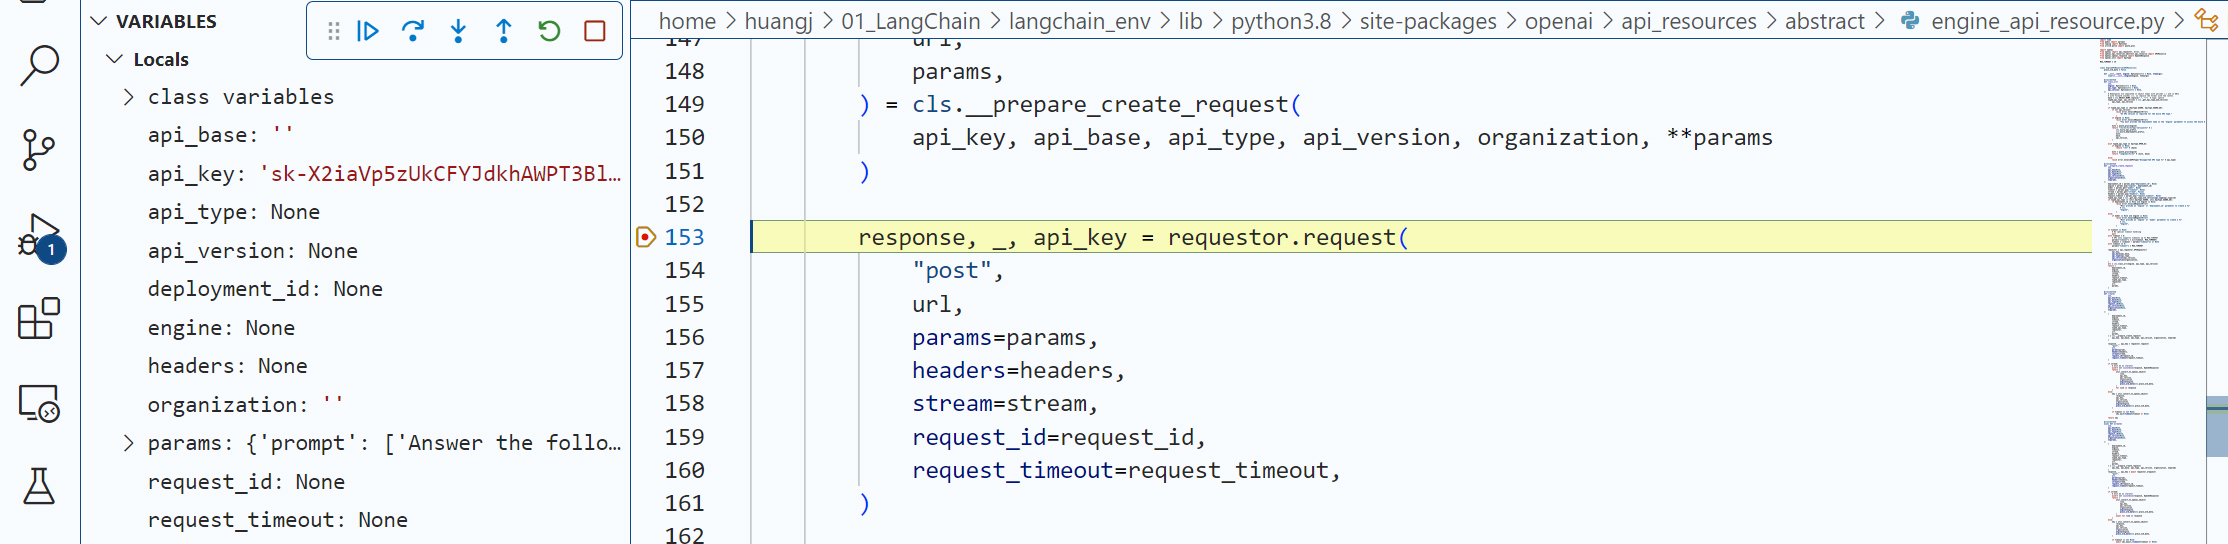 VARIABLES
Locals
class variables
api_base: ''
api_key: 'sk-X2iaVp5zUkCFYJdkhAWPT3Bl…
api_type: None
api_version: None
deployment_id: None
engine: None
headers: None
organization: ''
params: {'prompt': ['Answer the follo…
request_id: None
request_timeout: None
1
home > huangj > 01_LangChain > langchain_env > lib > python3.8 > site-packages > openai > api_resources > abstract > engine_api_resource.py >
147 url,
148 params,
149 ) = cls.__prepare_create_request(
150 api_key, api_base, api_type, api_version, organization, **params
151 )
152
153 response, _, api_key = requestor.request(
154 "post",
155 url,
156 params=params,
157 headers=headers,
158 stream=stream,
159 request_id=request_id,
160 request_timeout=request_timeout,
161 )
162